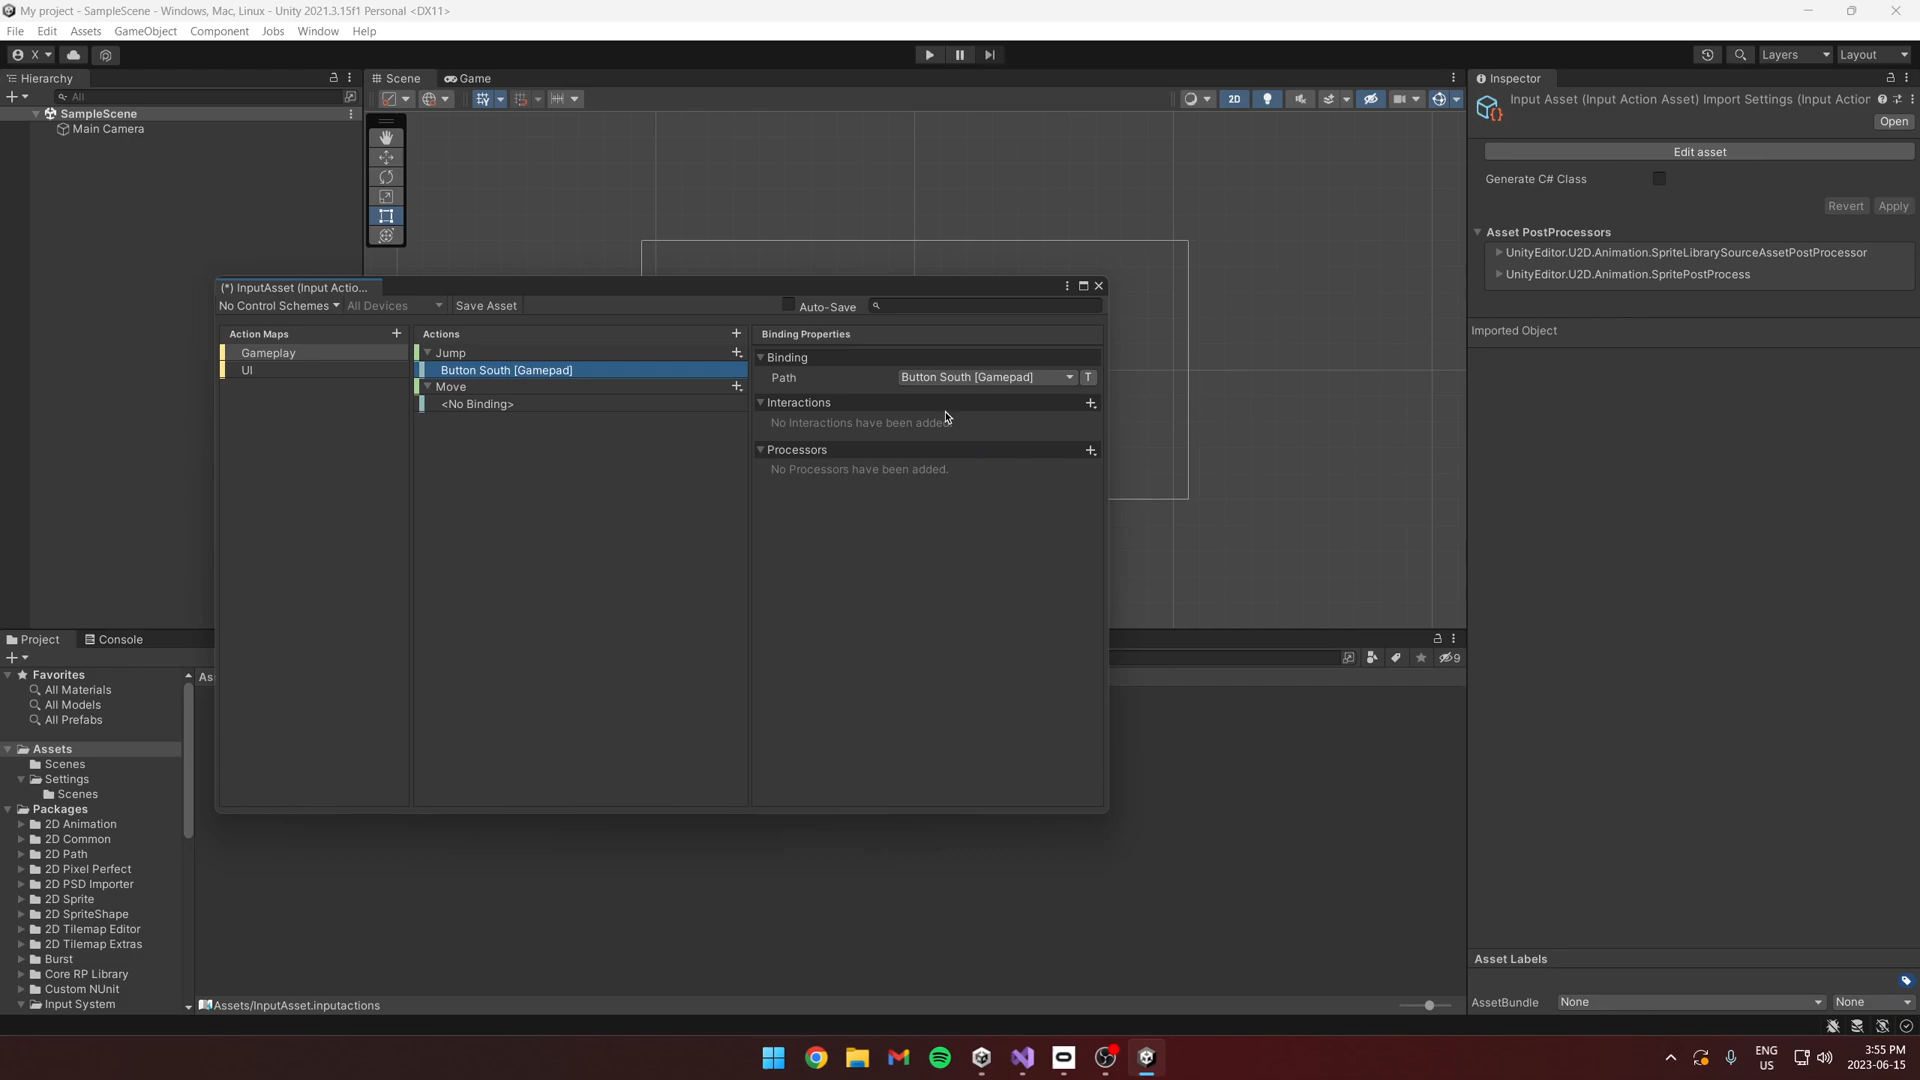 My project - SampleScene - Windows, Mac, Linux - Unity 2021.3.15f1 Personal <DX11>
File Edit Assets GameObject Component Jobs Window Help
X Layers Layout
Hierarchy
All
SampleScene
Main Camera
Scene Game
2D
Inspector
Input Asset (Input Action Asset) Import Settings (Input Action
Open
Edit asset
Generate C# Class
Revert Apply
Asset PostProcessors
UnityEditor.U2D.Animation.SpriteLibrarySourceAssetPostProcessor
UnityEditor.U2D.Animation.SpritePostProcess
Imported Object
(*) InputAsset (Input Actio...
No Control Schemes All Devices Save Asset Auto-Save
Action Maps
Gameplay
UI
Actions
Jump
Button South [Gamepad]
Move
<No Binding>
Binding Properties
Binding
Path Button South [Gamepad] T
Interactions
No Interactions have been added.
Processors
No Processors have been added.
Project Console
As
9
Favorites
All Materials
All Models
All Prefabs
Assets
Scenes
Settings
Scenes
Packages
2D Animation
2D Common
2D Path
2D Pixel Perfect
2D PSD Importer
2D Sprite
2D SpriteShape
2D Tilemap Editor
2D Tilemap Extras
Burst
Core RP Library
Custom NUnit
Input System
Assets/InputAsset.inputactions
Asset Labels
AssetBundle None None
ENG
US
3:55 PM
2023-06-15